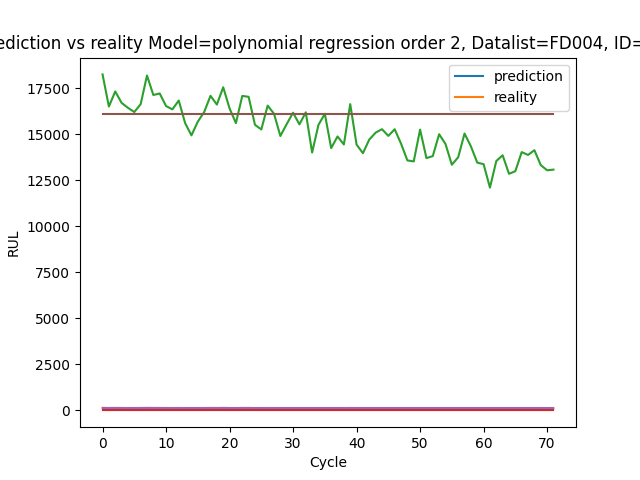 ediction vs reality Model=polynomial regression order 2, Datalist=FD004, ID=
prediction
reality
17500
15000
12500
10000
7500
5000
2500
0
RUL
0 10 20 30 40 50 60 70
Cycle